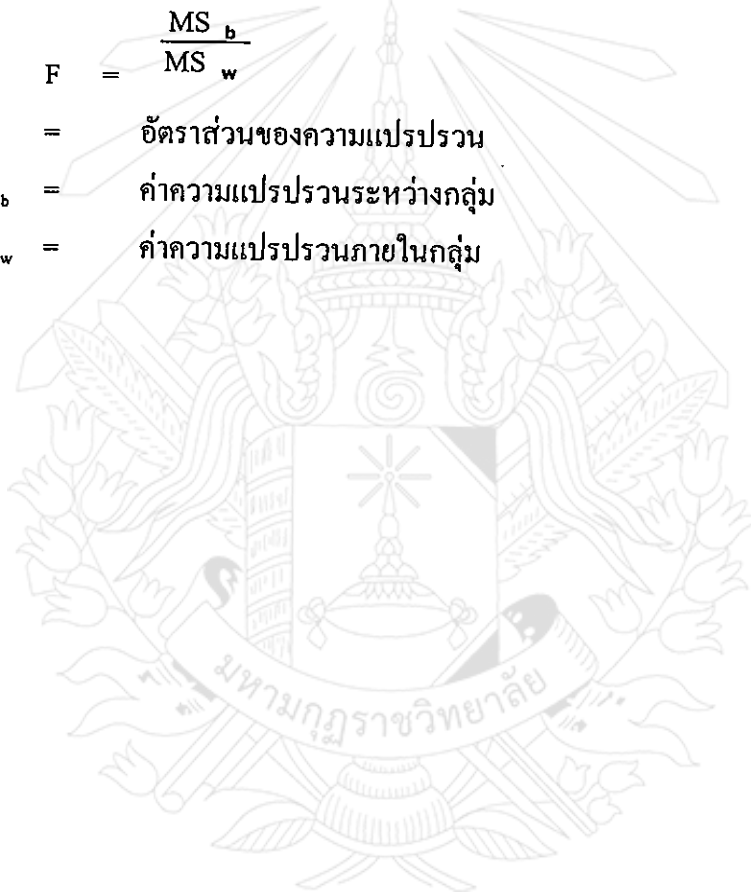 MS b
F = MS w
= อัตราส่วนของความแปรปรวน
b = ค่าความแปรปรวนระหว่างกลุ่ม
w = ค่าความแปรปรวนภายในกลุ่ม
มหามกุฏราชวิทยาลัย